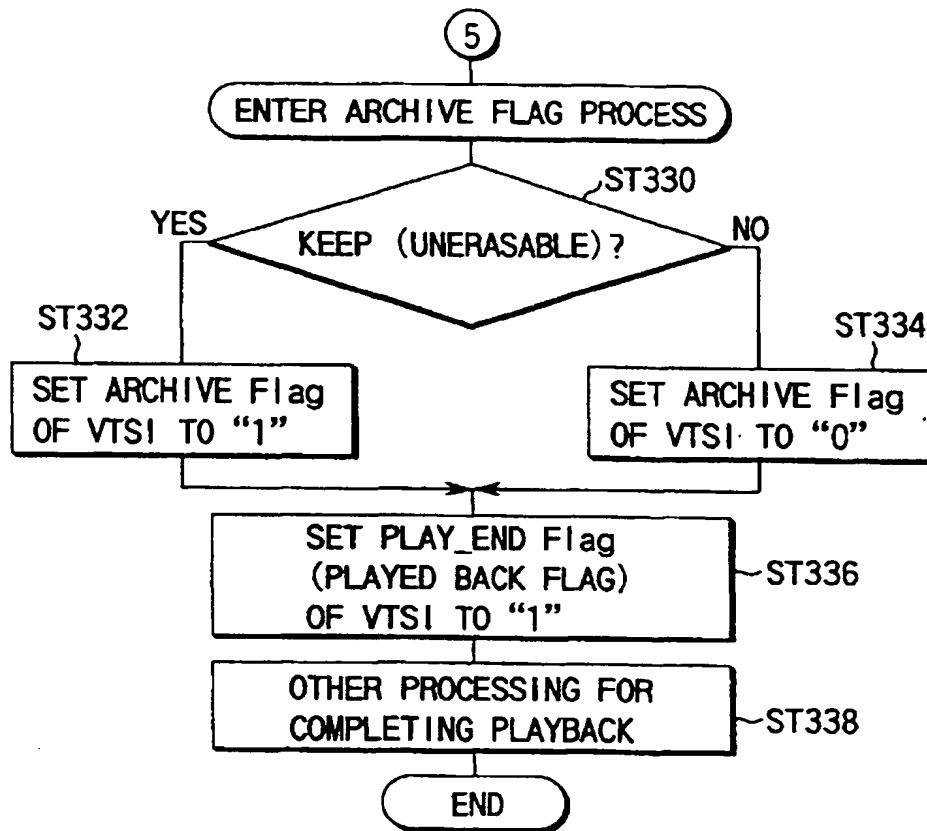 5
ENTER ARCHIVE FLAG PROCESS
ST330
YES
KEEP (UNERASABLE)?
NO
ST332
ST334
SET ARCHIVE Flag
OF VTSI TO “1”
SET ARCHIVE Flag
OF VTSI TO “0”
SET PLAY_END Flag
(PLAYED BACK FLAG)
OF VTSI TO “1”
ST336
OTHER PROCESSING FOR
COMPLETING PLAYBACK
ST338
END